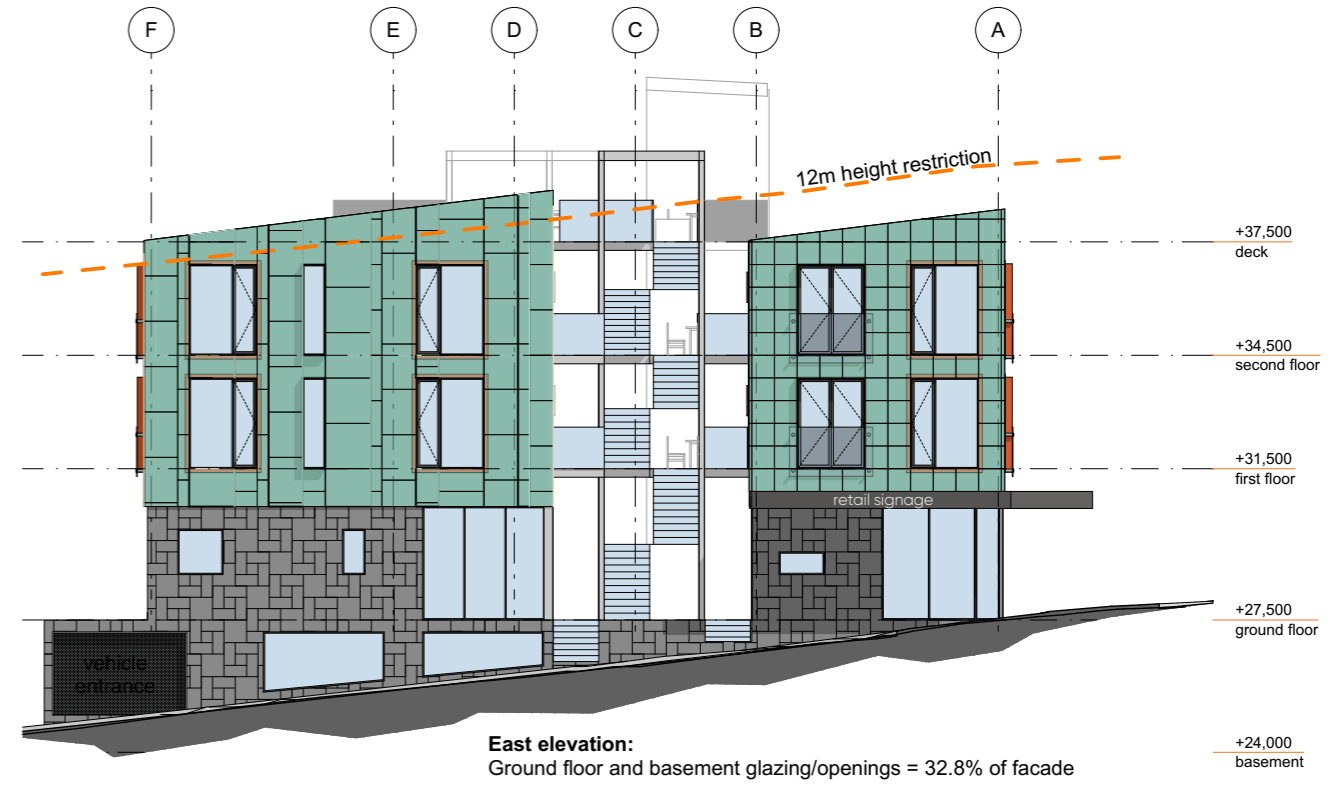 F E D C B A
12m height restriction
+37,500
deck
+34,500
second floor
+31,500
first floor
retail signage
+27,500
ground floor
vehicle
entrance
East elevation:
Ground floor and basement glazing/openings = 32.8% of facade
+24,000
basement